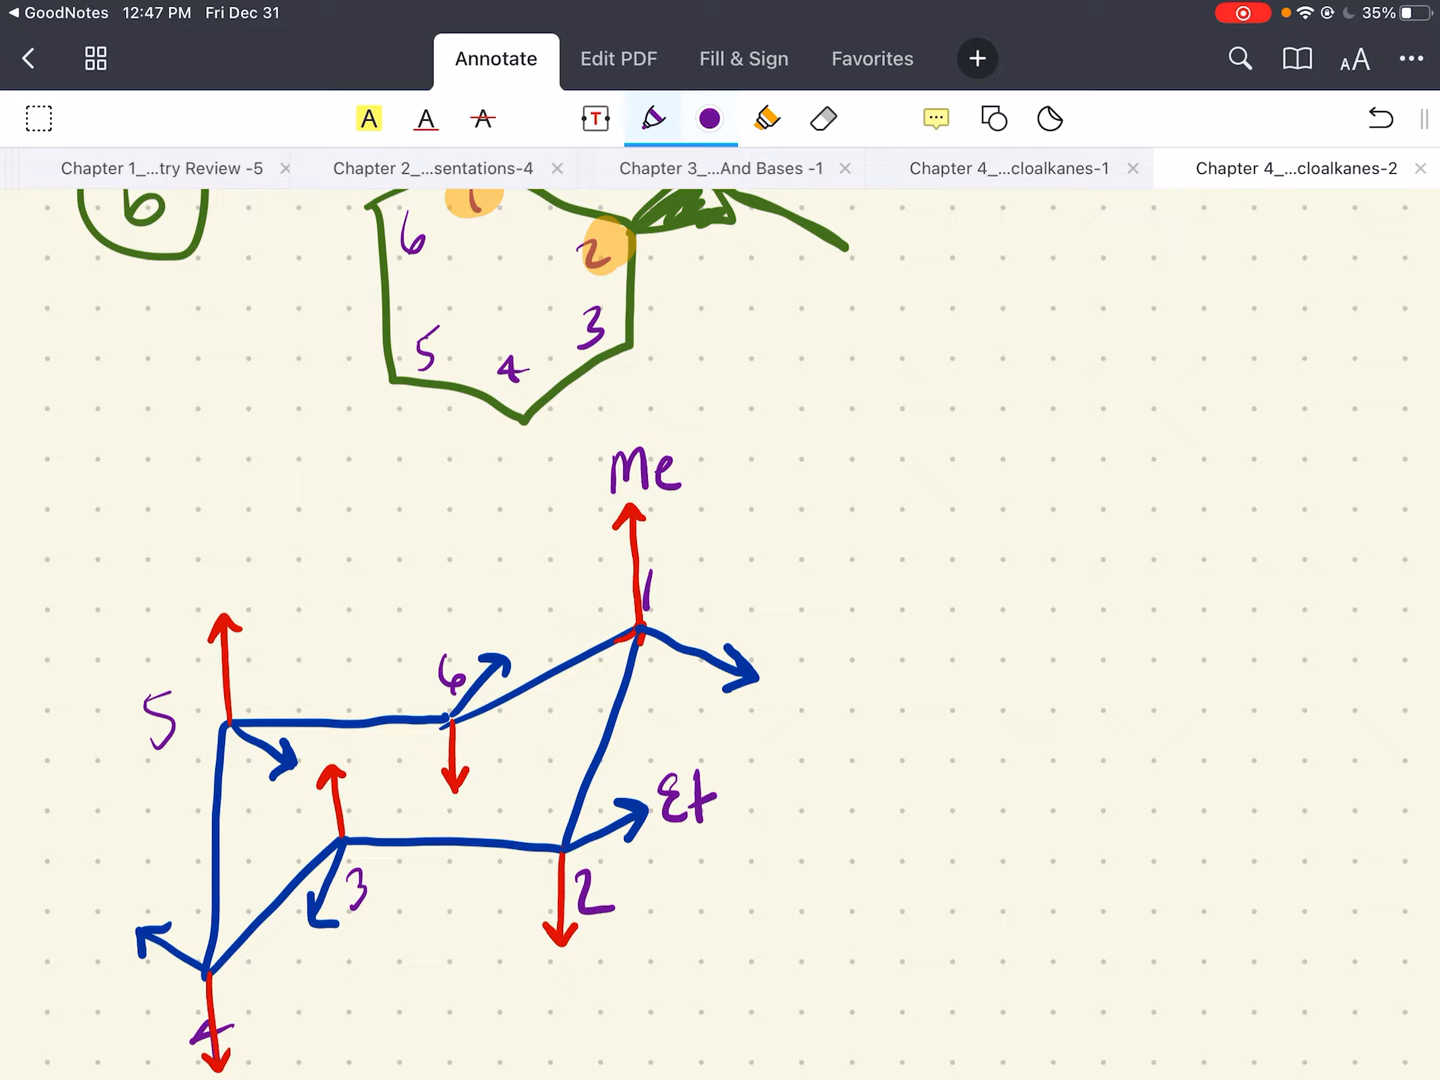 GoodNotes 12:47 PM Fri Dec 31 35%
Annotate Edit PDF Fill & Sign Favorites
AA
A A A T
Chapter 1_...try Review -5 Chapter 2_...sentations-4 Chapter 3_...And Bases -1 Chapter 4_...cloalkanes-1 Chapter 4_...cloalkanes-2
6 1
6 2
5 4 3
Me
1
5 6
Et
3 2
4